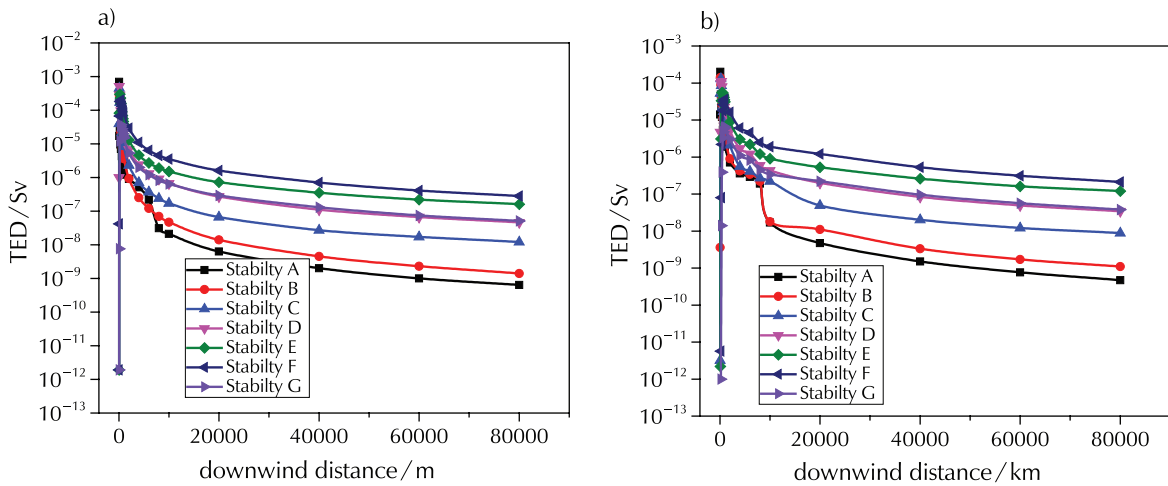 a)
10⁻²
10⁻³
10⁻⁴
10⁻⁵
10⁻⁶
10⁻⁷
10⁻⁸
10⁻⁹
10⁻¹⁰
10⁻¹¹
10⁻¹²
10⁻¹³
TED / Sv
Stabilty A
Stabilty B
Stabilty C
Stabilty D
Stabilty E
Stabilty F
Stabilty G
0 20000 40000 60000 80000
downwind distance / m
b)
10⁻³
10⁻⁴
10⁻⁵
10⁻⁶
10⁻⁷
10⁻⁸
10⁻⁹
10⁻¹⁰
10⁻¹¹
10⁻¹²
10⁻¹³
TED / Sv
Stabilty A
Stabilty B
Stabilty C
Stabilty D
Stabilty E
Stabilty F
Stabilty G
0 20000 40000 60000 80000
downwind distance / km